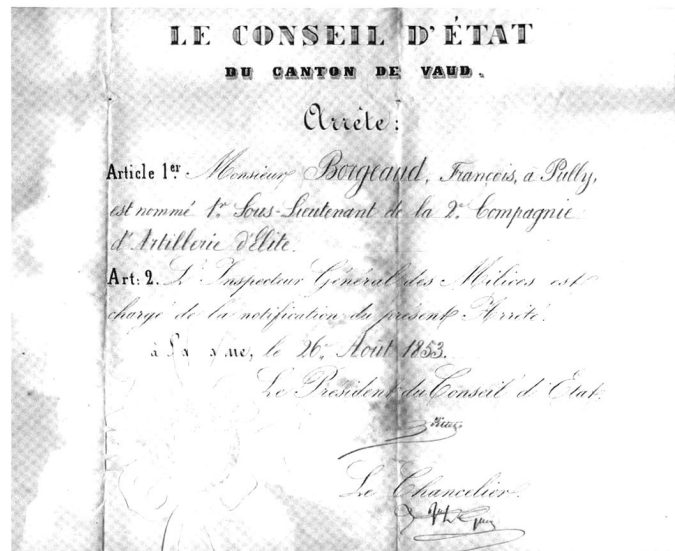 LE CONSEIL D'ÉTAT
DU CANTON DE VAUD.
Arrête:
Article 1er. Monsieur Borgeaud, François, à Pully,
est nommé 1er Sous-Lieutenant de la 2e Compagnie
d'Artillerie d'Elite.
Art: 2. L'Inspecteur Général des Milices est
chargé de la notification du présent Arrêté.
à Lausanne, le 26 Août 1853.
Le Président du Conseil d'Etat.
Le Chancelier.